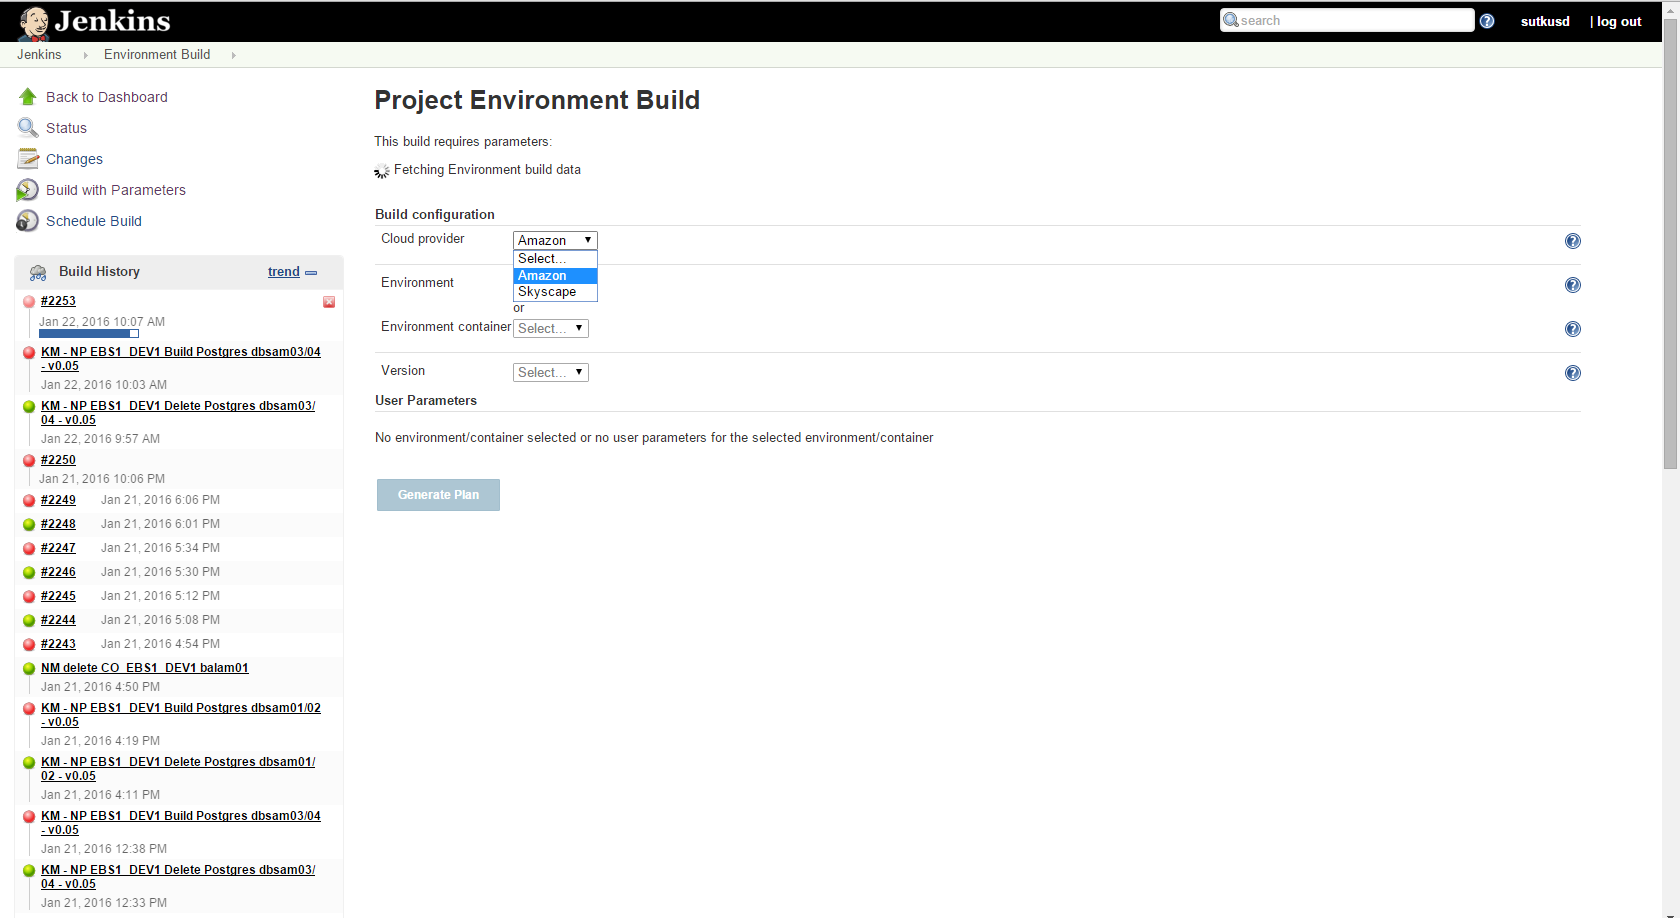 Jenkins
search
sutkusd
| log out
Jenkins
Environment Build
Back to Dashboard
Status
Changes
Build with Parameters
Schedule Build
Build History
trend
#2253
Jan 22, 2016 10:07 AM
KM - NP EBS1_DEV1 Build Postgres dbsam03/04
- v0.05
Jan 22, 2016 10:03 AM
KM - NP EBS1_DEV1 Delete Postgres dbsam03/
04 - v0.05
Jan 22, 2016 9:57 AM
#2250
Jan 21, 2016 10:06 PM
#2249 Jan 21, 2016 6:06 PM
#2248 Jan 21, 2016 6:01 PM
#2247 Jan 21, 2016 5:34 PM
#2246 Jan 21, 2016 5:30 PM
#2245 Jan 21, 2016 5:12 PM
#2244 Jan 21, 2016 5:08 PM
#2243 Jan 21, 2016 4:54 PM
NM delete CO_EBS1_DEV1 balam01
Jan 21, 2016 4:50 PM
KM - NP EBS1_DEV1 Build Postgres dbsam01/02
- v0.05
Jan 21, 2016 4:19 PM
KM - NP EBS1_DEV1 Delete Postgres dbsam01/
02 - v0.05
Jan 21, 2016 4:11 PM
KM - NP EBS1_DEV1 Build Postgres dbsam03/04
- v0.05
Jan 21, 2016 12:38 PM
KM - NP EBS1_DEV1 Delete Postgres dbsam03/
04 - v0.05
Jan 21, 2016 12:33 PM
Project Environment Build
This build requires parameters:
Fetching Environment build data
Build configuration
Cloud provider
Amazon
Select...
Amazon
Skyscape
Environment
or
Environment container
Select...
Version
Select...
User Parameters
No environment/container selected or no user parameters for the selected environment/container
Generate Plan